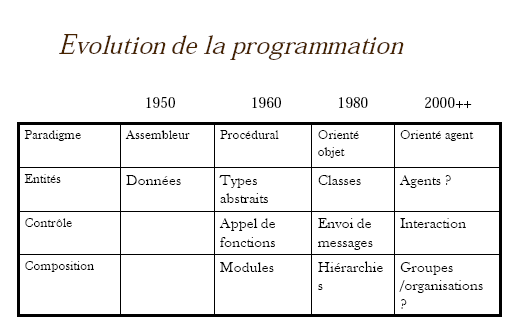 Evolution de la programmation
1950 1960 1980 2000++
Paradigme Assembleur Procédural Orienté objet Orienté agent
Entités Données Types abstraits Classes Agents ?
Contrôle Appel de fonctions Envoi de messages Interaction
Composition Modules Hiérarchie s Groupes /organisations ?